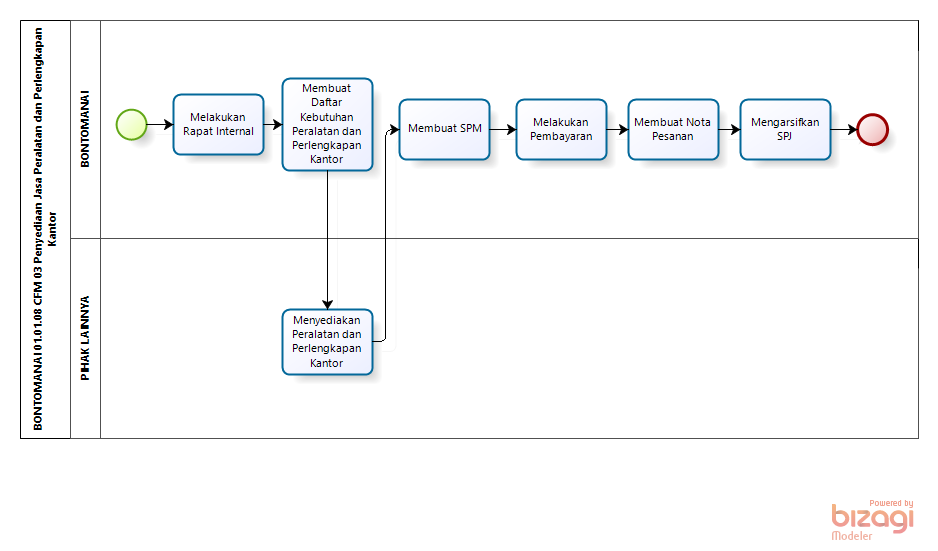 BONTOMANAI 01.01.08 CFM 03 Penyediaan Jasa Peralatan dan Perlengkapan
Kantor
BONTOMANAI
Melakukan
Rapat Internal
Membuat
Daftar
Kebutuhan
Peralatan dan
Perlengkapan
Kantor
Membuat SPM
Melakukan
Pembayaran
Membuat Nota
Pesanan
Mengarsifkan
SPJ
PIHAK LAINNYA
Menyediakan
Peralatan dan
Perlengkapan
Kantor
Powered by
bizagi
Modeler